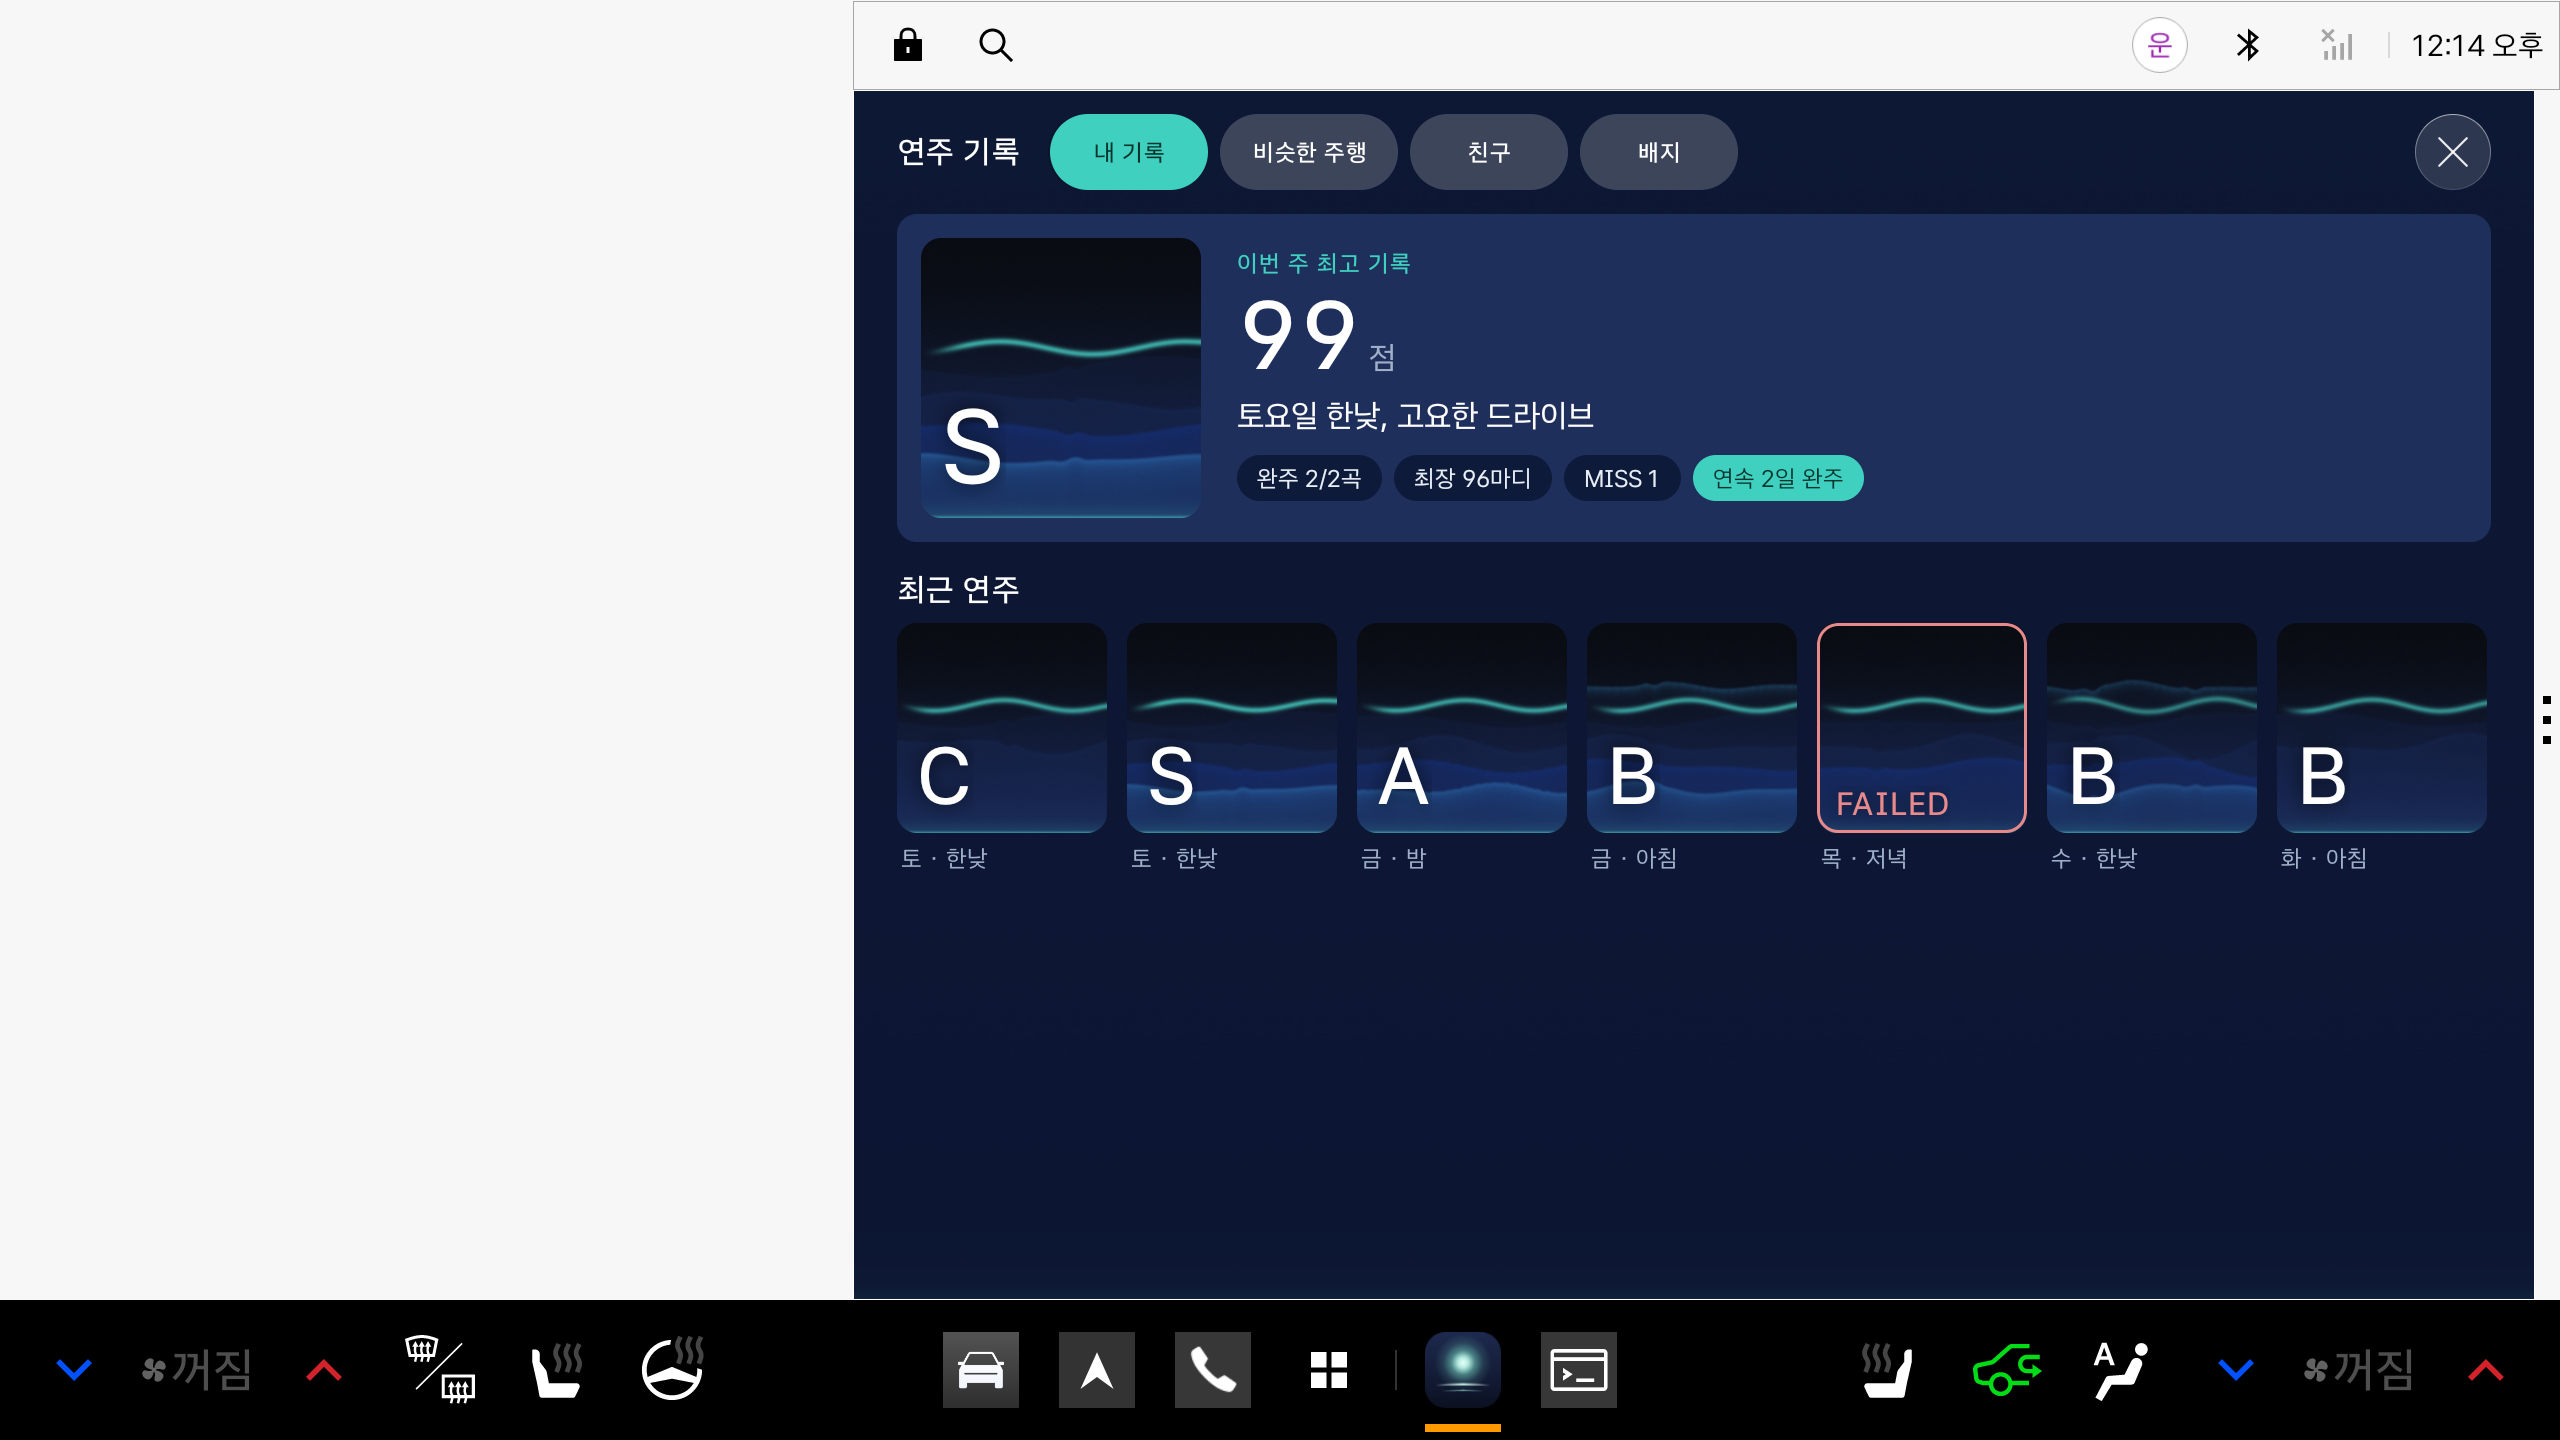 운
12:14 오후
연주 기록
내 기록
비슷한 주행
친구
배지
이번 주 최고 기록
99점
토요일 한낮, 고요한 드라이브
S
완주 2/2곡
최장 96마디
MISS 1
연속 2일 완주
최근 연주
C
S
A
B
FAILED
B
B
토 · 한낮
토 · 한낮
금 · 밤
금 · 아침
목 · 저녁
수 · 한낮
화 · 아침
꺼짐
A
꺼짐